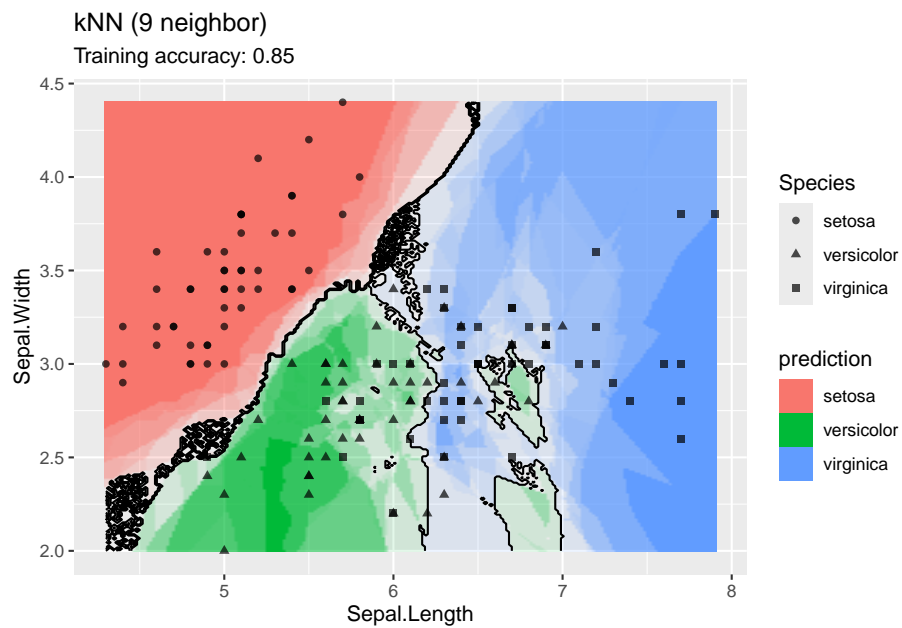 kNN (9 neighbor)
Training accuracy: 0.85
4.5
4.0
3.5
3.0
2.5
2.0
Sepal.Width
5
6
7
8
Sepal.Length
Species
setosa
versicolor
virginica
prediction
setosa
versicolor
virginica